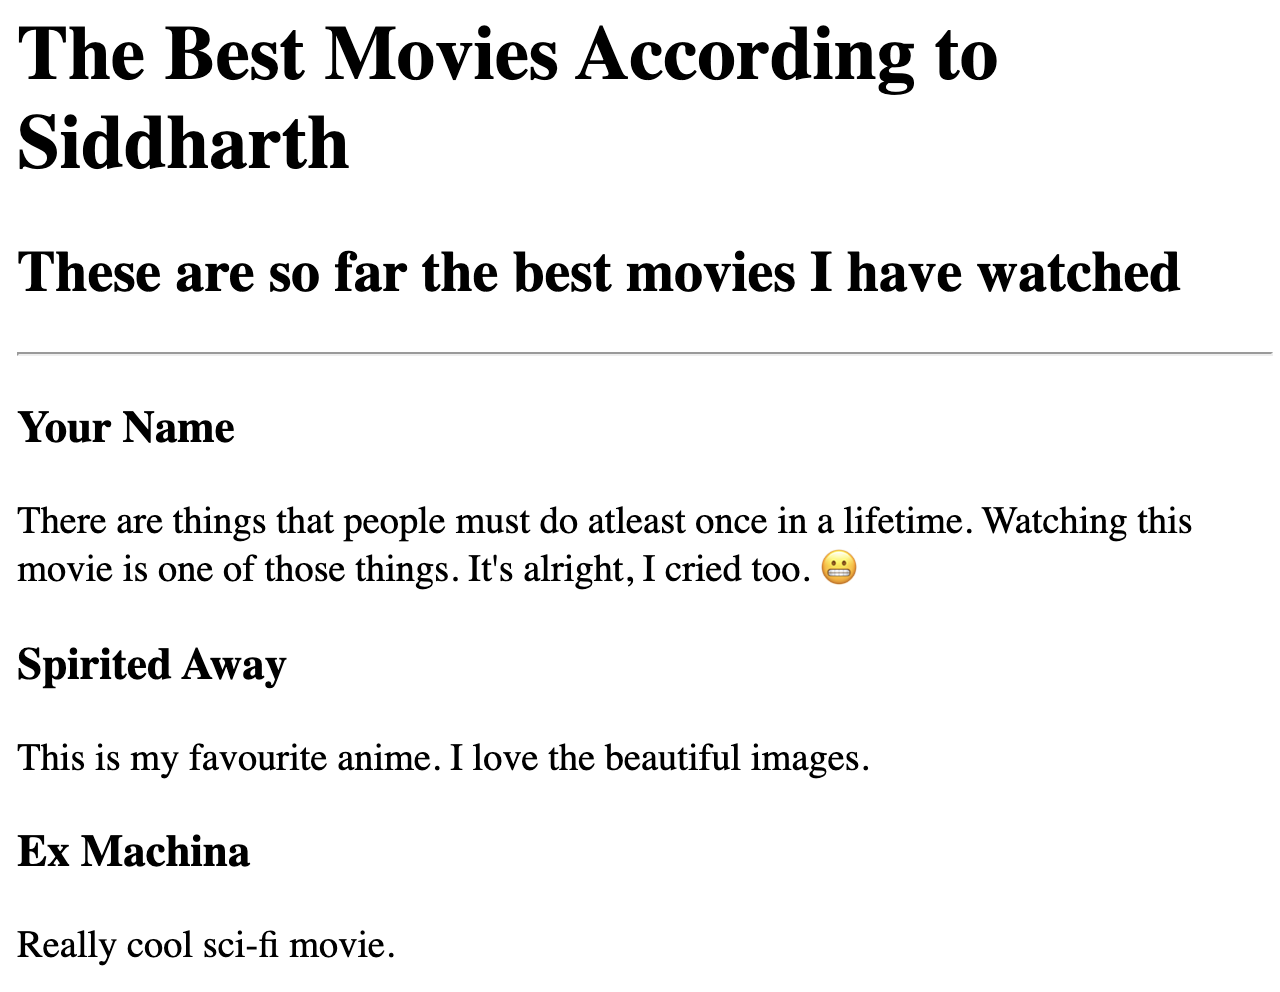 The Best Movies According to
Siddharth
These are so far the best movies I have watched
Your Name
There are things that people must do atleast once in a lifetime. Watching this
movie is one of those things. It's alright, I cried too. 😬
Spirited Away
This is my favourite anime. I love the beautiful images.
Ex Machina
Really cool sci-fi movie.